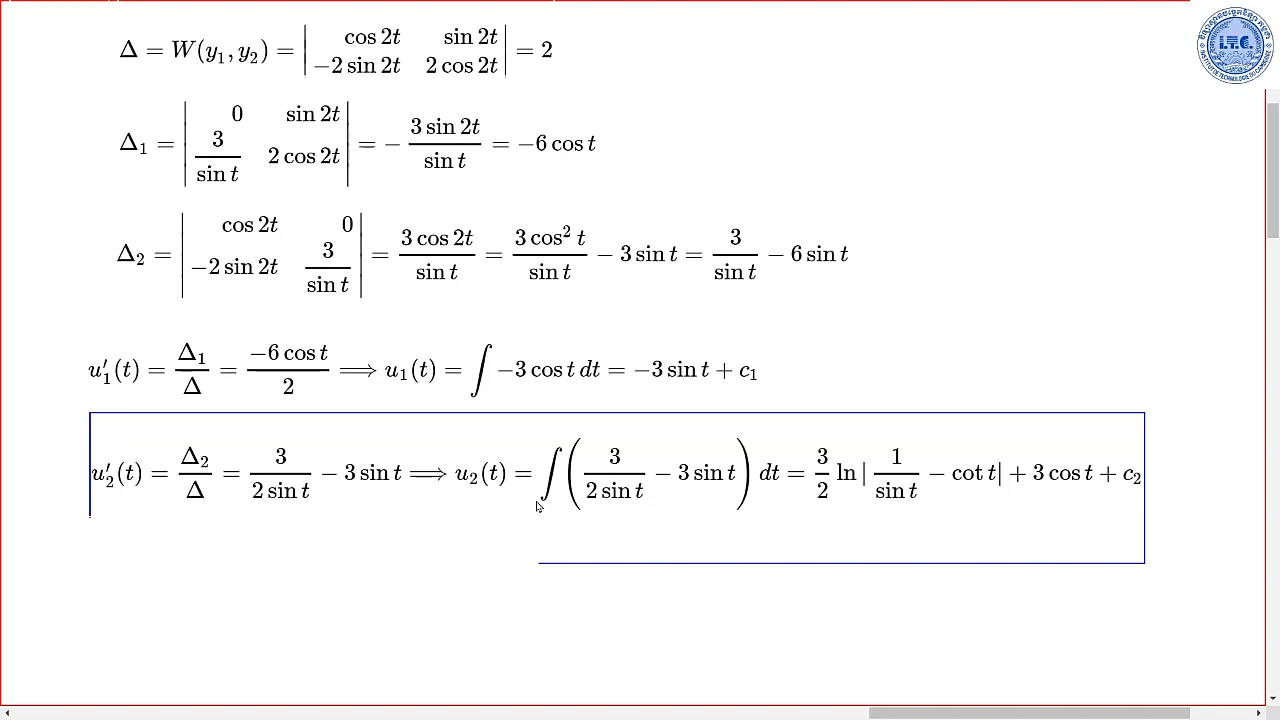 Δ = W(y₁, y₂) = | cos 2t  sin 2t ; −2 sin 2t  2 cos 2t | = 2
Δ₁ = | 0  sin 2t ; 3/sin t  2 cos 2t | = − 3 sin 2t/sin t = −6 cos t
Δ₂ = | cos 2t  0 ; −2 sin 2t  3/sin t | = 3 cos 2t/sin t = 3 cos² t/sin t − 3 sin t = 3/sin t − 6 sin t
u₁′(t) = Δ₁/Δ = −6 cos t/2 ⟹ u₁(t) = ∫ −3 cos t dt = −3 sin t + c₁
u₂′(t) = Δ₂/Δ = 3/(2 sin t) − 3 sin t ⟹ u₂(t) = ∫ (3/(2 sin t) − 3 sin t) dt = 3/2 ln | 1/sin t − cot t| + 3 cos t + c₂
I.T.C.